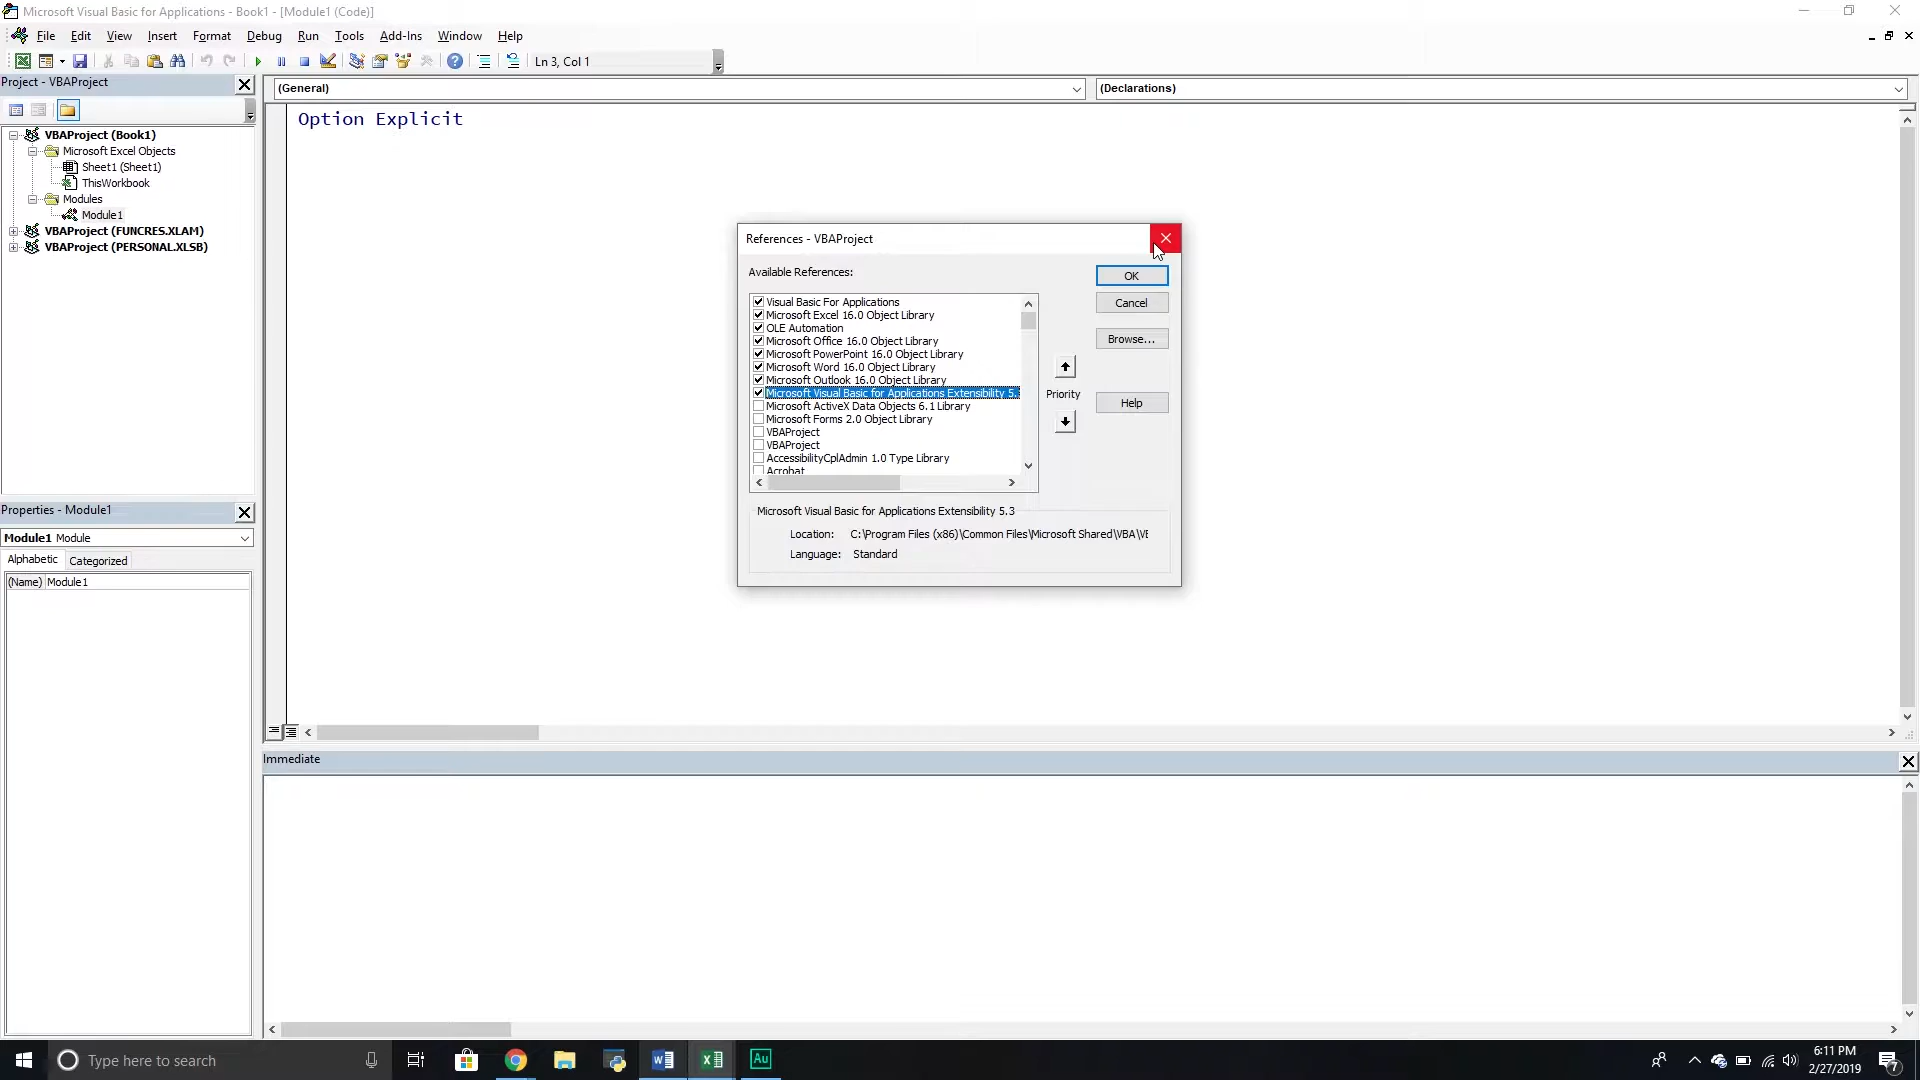 Microsoft Visual Basic for Applications - Book1 - [Module1 (Code)]
File Edit View Insert Format Debug Run Tools Add-Ins Window Help
Ln 3, Col 1
Project - VBAProject
(General)
(Declarations)
VBAProject (Book1)
Microsoft Excel Objects
Sheet1 (Sheet1)
ThisWorkbook
Modules
Module1
VBAProject (FUNCRES.XLAM)
VBAProject (PERSONAL.XLSB)
Option Explicit
References - VBAProject
Available References:
Visual Basic For Applications
Microsoft Excel 16.0 Object Library
OLE Automation
Microsoft Office 16.0 Object Library
Microsoft PowerPoint 16.0 Object Library
Microsoft Word 16.0 Object Library
Microsoft Outlook 16.0 Object Library
Microsoft Visual Basic for Applications Extensibility 5.
Microsoft ActiveX Data Objects 6.1 Library
Microsoft Forms 2.0 Object Library
VBAProject
VBAProject
AccessibilityCplAdmin 1.0 Type Library
Acrobat
OK
Cancel
Browse...
Priority
Help
Microsoft Visual Basic for Applications Extensibility 5.3
Location: C:\Program Files (x86)\Common Files\Microsoft Shared\VBA\VE
Language: Standard
Properties - Module1
Module1 Module
Alphabetic Categorized
(Name) Module1
Immediate
Type here to search
Au
6:11 PM
2/27/2019
7